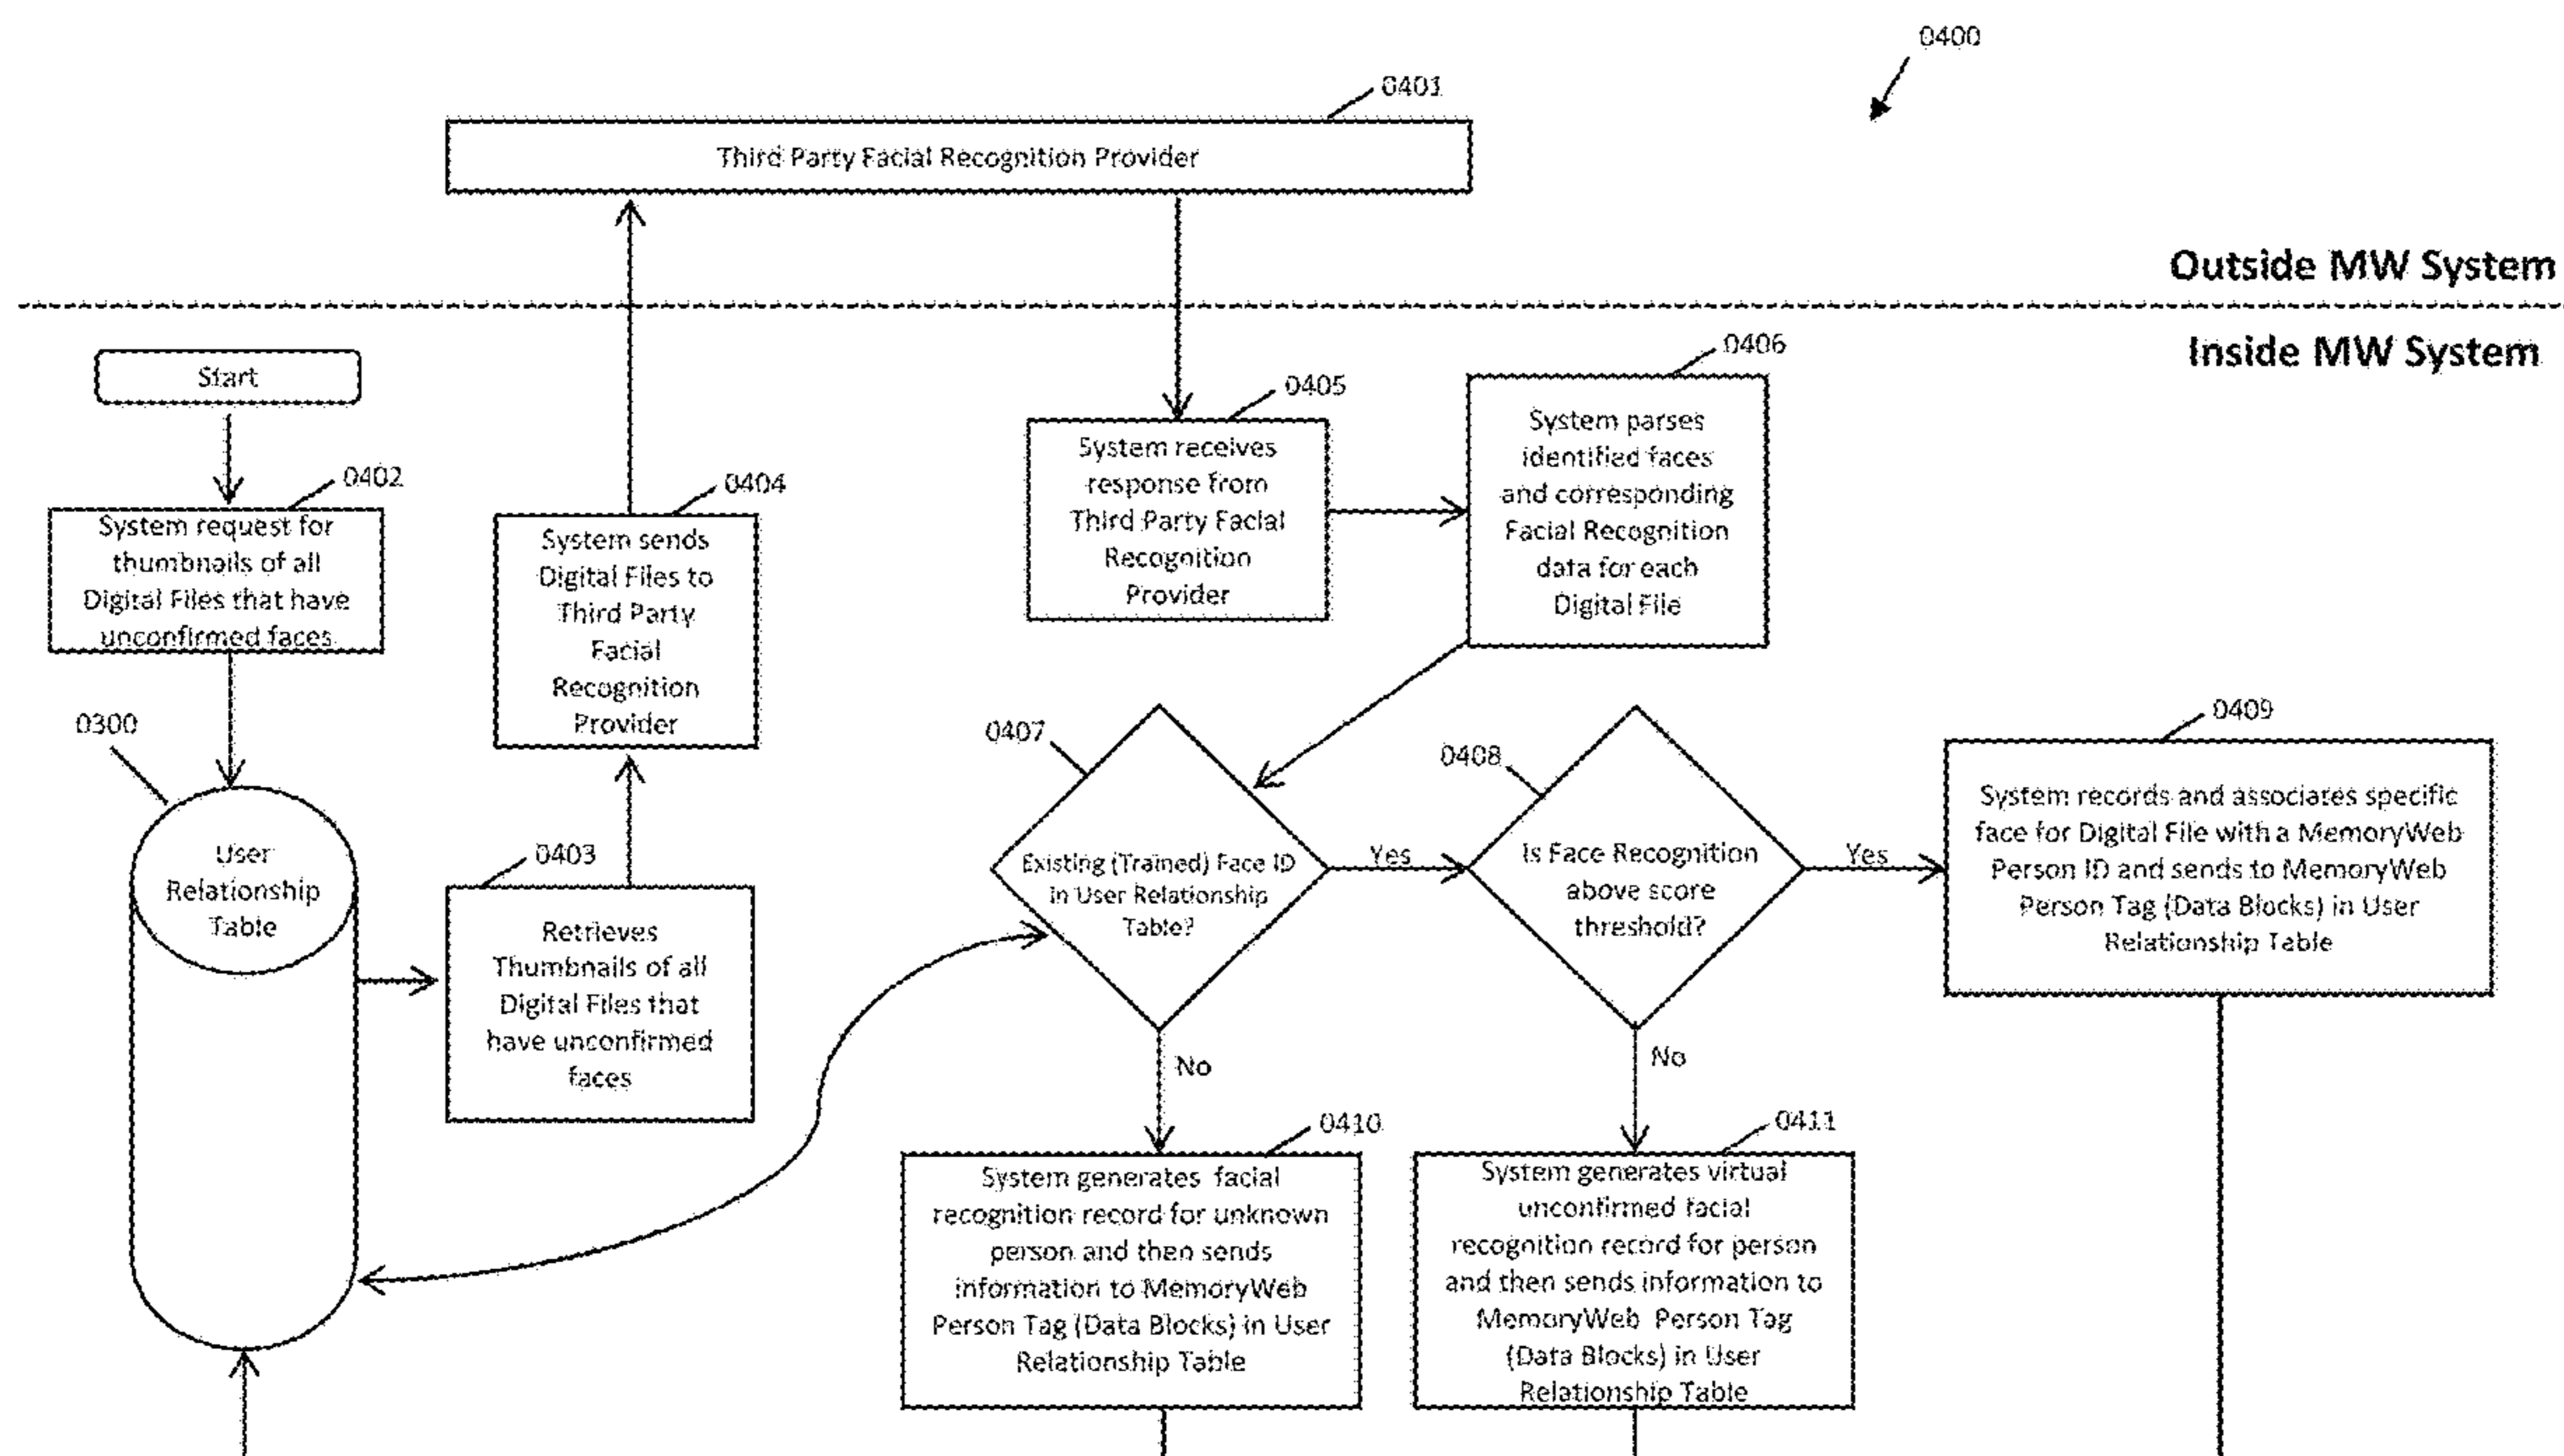 0400
0401
Third Party Facial Recognition Provider
Outside MW System
Inside MW System
Start
0402
System request for
thumbnails of all
Digital Files that have
unconfirmed faces
0300
User
Relationship
Table
0403
Retrieves
Thumbnails of all
Digital Files that
have unconfirmed
faces
0404
System sends
Digital Files to
Third Party
Facial
Recognition
Provider
0405
System receives
response from
Third Party Facial
Recognition
Provider
0406
System parses
identified faces
and corresponding
Facial Recognition
data for each
Digital File
0407
Existing (Trained) Face ID
in User Relationship
Table?
Yes
No
0408
Is Face Recognition
above score
threshold?
Yes
No
0409
System records and associates specific
face for Digital File with a MemoryWeb
Person ID and sends to MemoryWeb
Person Tag (Data Blocks) in User
Relationship Table
0410
System generates facial
recognition record for unknown
person and then sends
information to MemoryWeb
Person Tag (Data Blocks) in User
Relationship Table
0411
System generates virtual
unconfirmed facial
recognition record for person
and then sends information to
MemoryWeb Person Tag
(Data Blocks) in User
Relationship Table